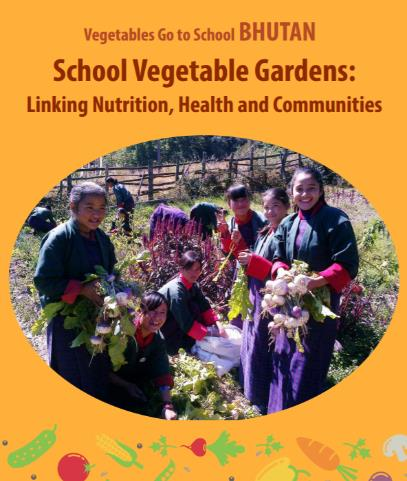 Vegetables Go to School BHUTAN
School Vegetable Gardens:
Linking Nutrition, Health and Communities